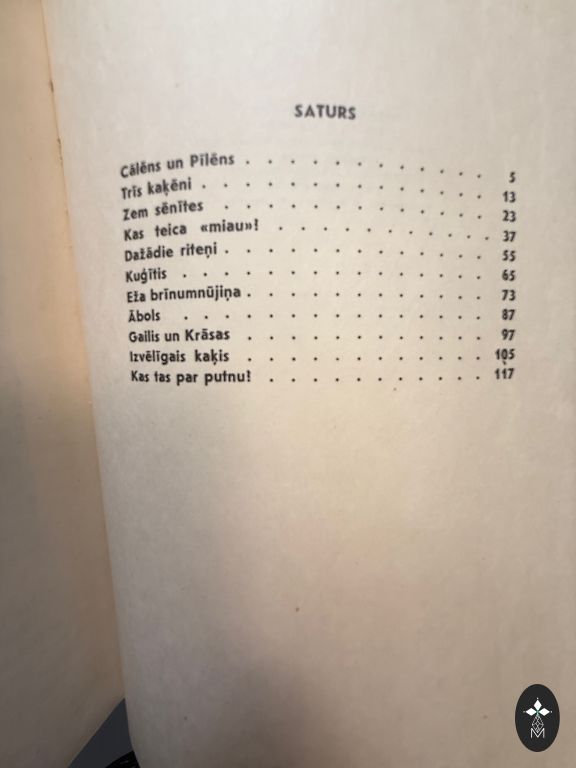 SATURS
Cālēns un Pīlēns . . . . . . . . . 5
Trīs kaķēni . . . . . . . . . . 13
Zem sēnītes . . . . . . . . . 23
Kas teica «miau»! . . . . . . . . 37
Dažādie riteņi . . . . . . . . . . 55
Kuģītis . . . . . . . . . . . 65
Eža brīnumnūjiņa . . . . . . . . . 73
Ābols . . . . . . . . . . . 87
Gailis un Krāsas . . . . . . . . . 97
Izvēlīgais kaķis . . . . . . . . . 105
Kas tas par putnu! . . . . . . . . 117
M